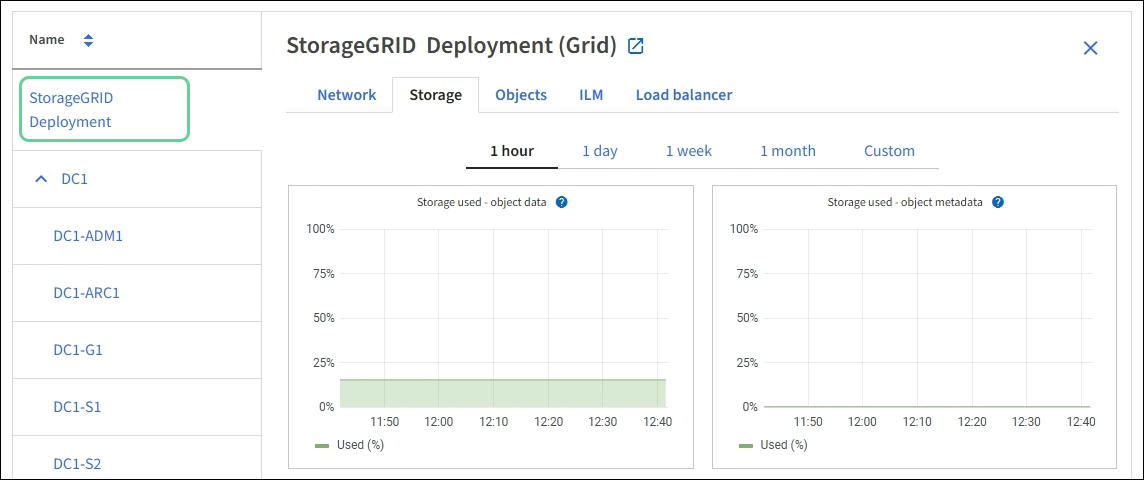 Name
StorageGRID
Deployment
DC1
DC1-ADM1
DC1-ARC1
DC1-G1
DC1-S1
DC1-S2
StorageGRID Deployment (Grid)
Network Storage Objects ILM Load balancer
1 hour 1 day 1 week 1 month Custom
Storage used - object data ?
100%
75%
50%
25%
0%
11:50 12:00 12:10 12:20 12:30 12:40
Used (%)
Storage used - object metadata ?
100%
75%
50%
25%
0%
11:50 12:00 12:10 12:20 12:30 12:40
Used (%)